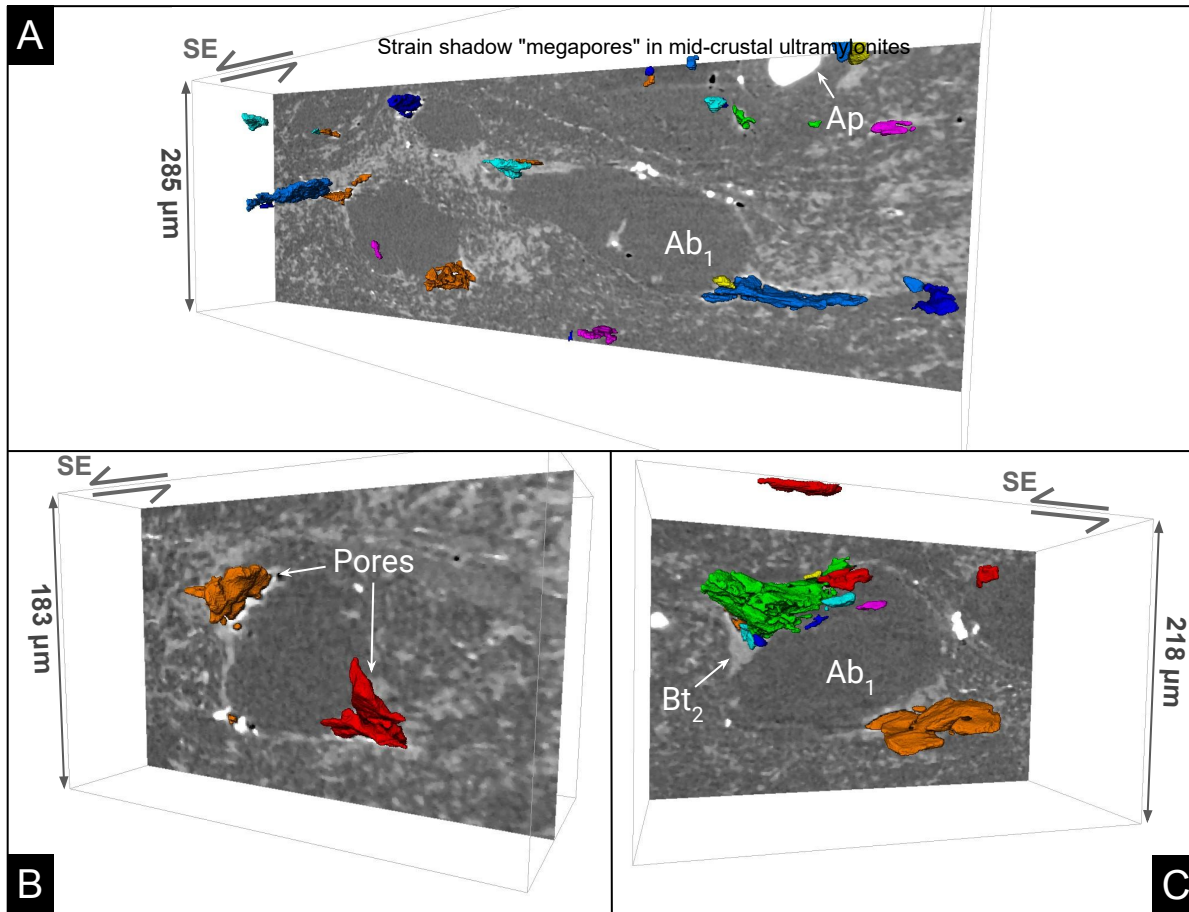 A
SE
Strain shadow "megapores" in mid-crustal ultramylonites
Ap
285 µm
Ab1
B
SE
Pores
183 µm
C
SE
Bt2
Ab1
218 µm